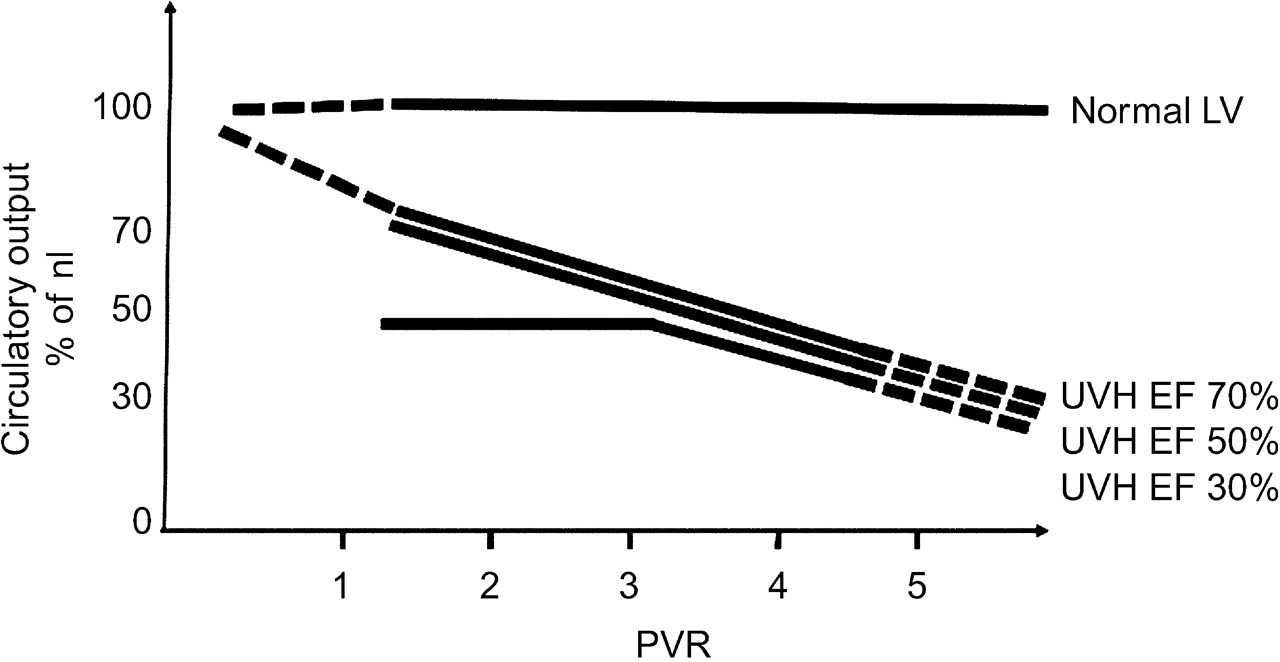 Circulatory output
% of nl
100
70
50
30
0
Normal LV
UVH EF 70%
UVH EF 50%
UVH EF 30%
1 2 3 4 5
PVR